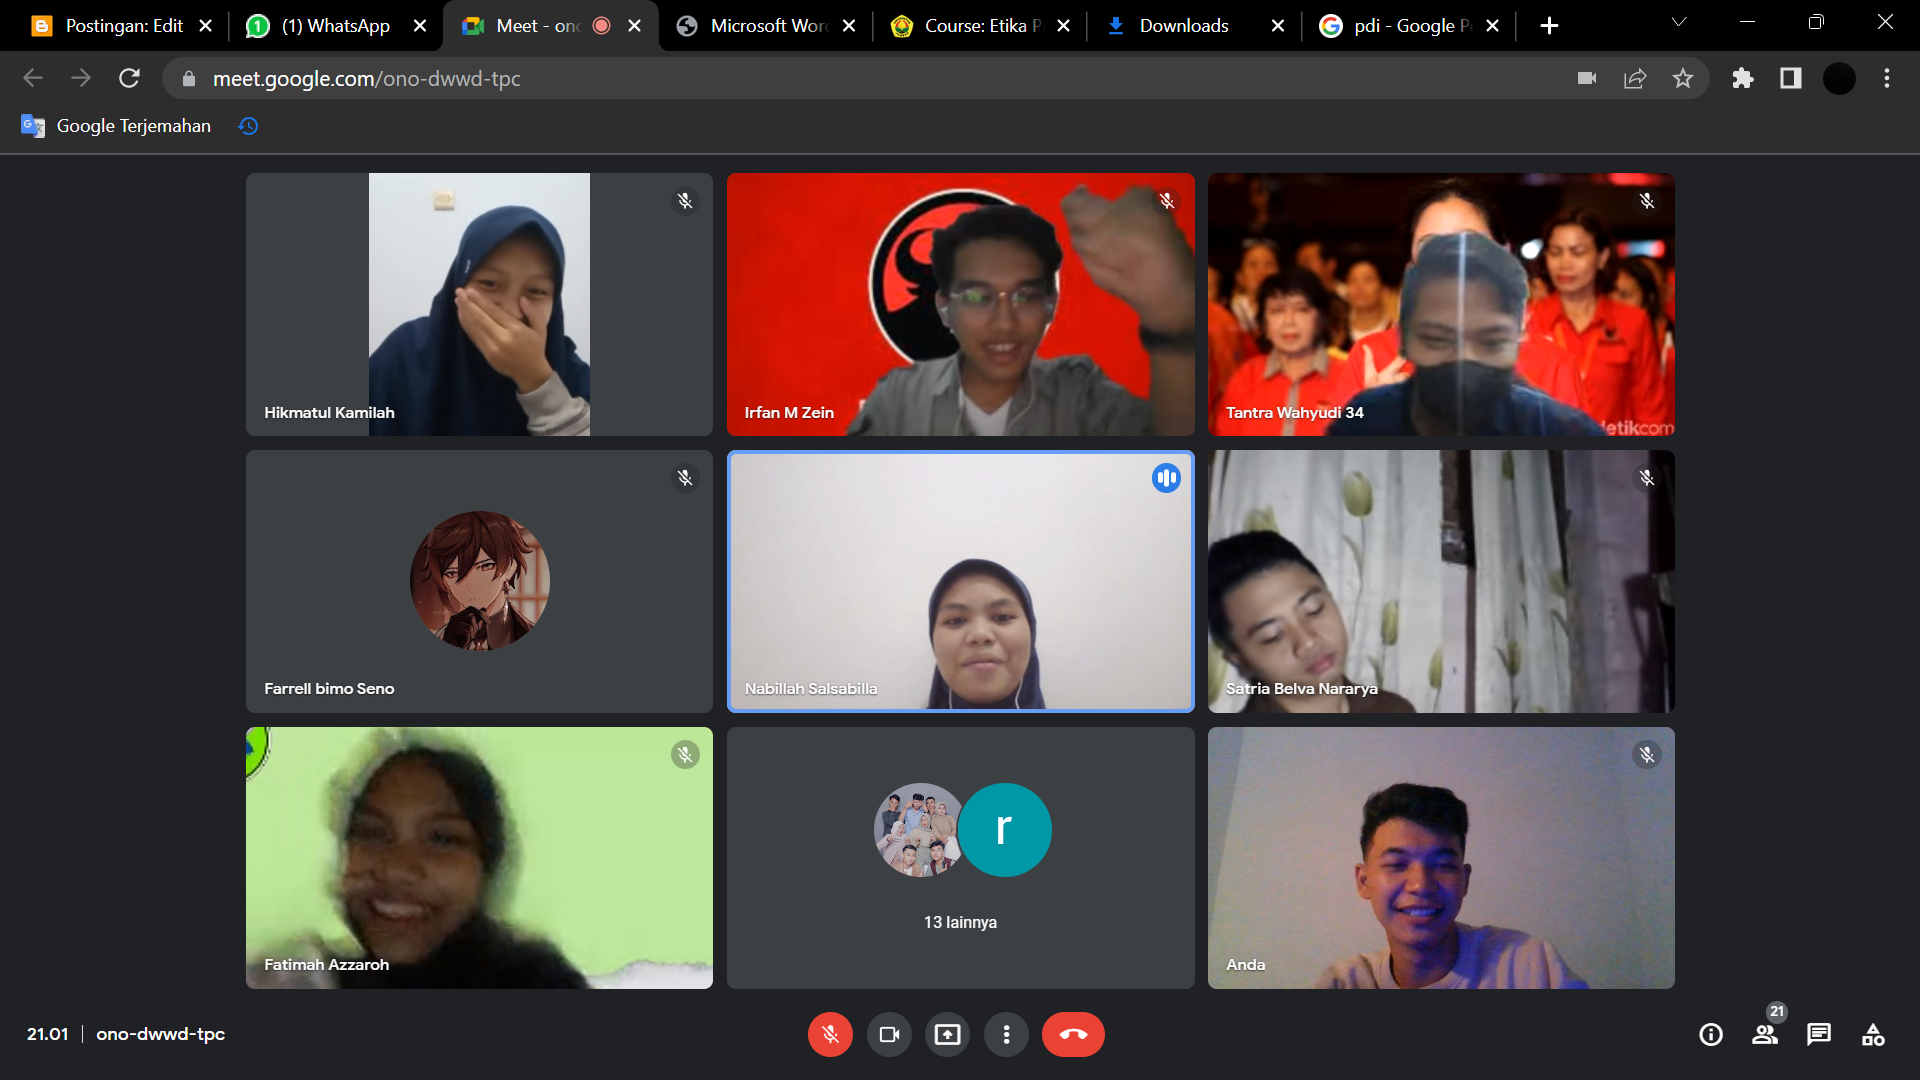 Postingan: Edit
(1) WhatsApp
Meet - ono
Microsoft Wor
Course: Etika P
Downloads
pdi - Google Pe
meet.google.com/ono-dwwd-tpc
Google Terjemahan
Hikmatul Kamilah
Irfan M Zein
Tantra Wahyudi 34
detikcom
Farrell bimo Seno
Nabillah Salsabilla
Satria Belva Nararya
Fatimah Azzaroh
r
13 lainnya
Anda
21.01
ono-dwwd-tpc
21